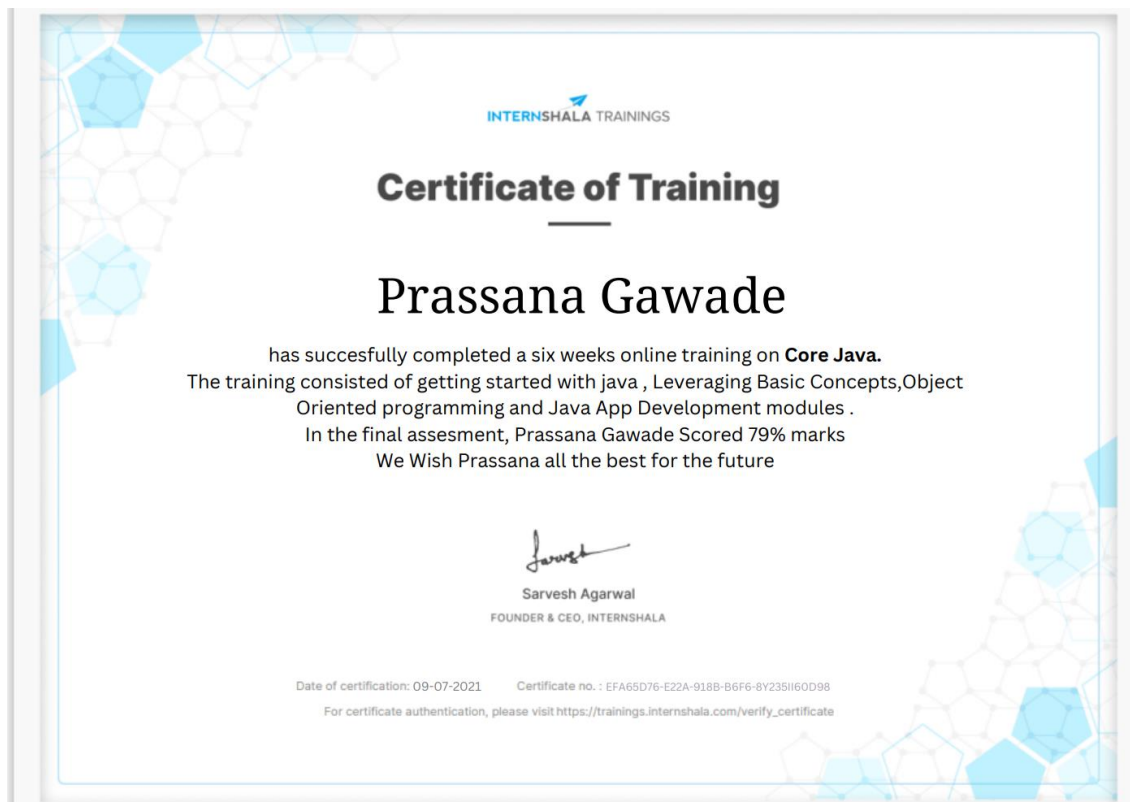 INTERNSHALA TRAININGS
Certificate of Training
Prassana Gawade
has succesfully completed a six weeks online training on Core Java.
The training consisted of getting started with java , Leveraging Basic Concepts,Object
Oriented programming and Java App Development modules .
In the final assesment, Prassana Gawade Scored 79% marks
We Wish Prassana all the best for the future
Sarvesh
Sarvesh Agarwal
FOUNDER & CEO, INTERNSHALA
Date of certification: 09-07-2021 Certificate no. : EFA65D76-E22A-918B-B6F6-8Y235II60D98
For certificate authentication, please visit https://trainings.internshala.com/verify_certificate